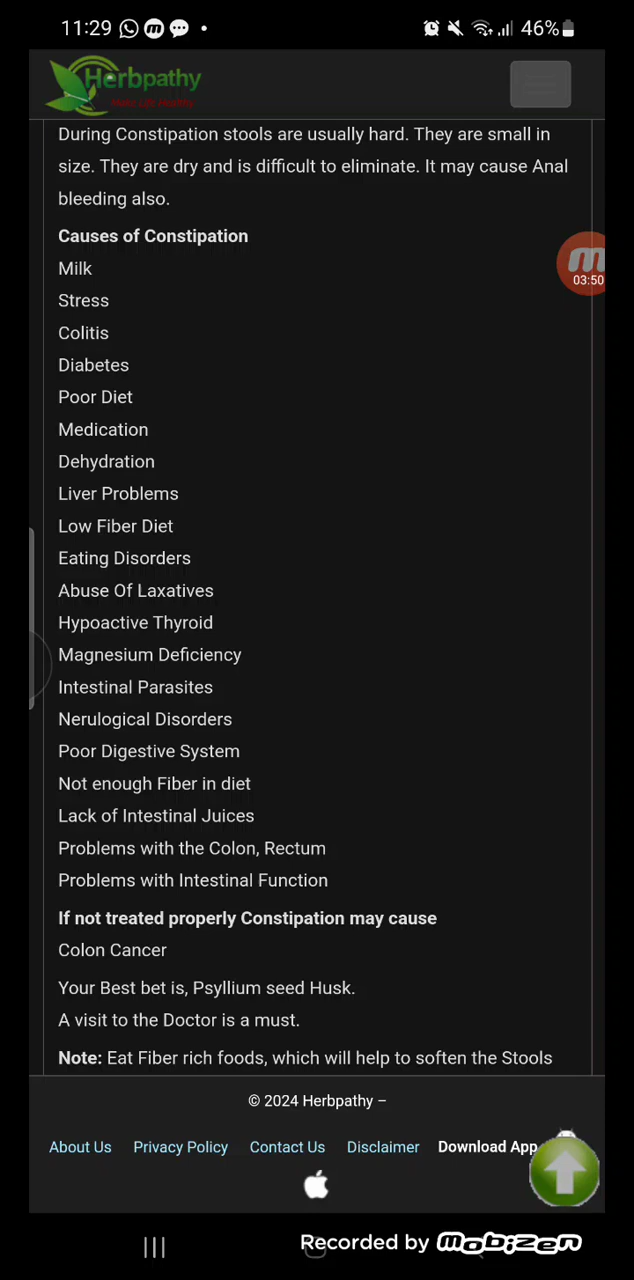 11:29
46%
Herbpathy
During Constipation stools are usually hard. They are small in
size. They are dry and is difficult to eliminate. It may cause Anal
bleeding also.
Causes of Constipation
Milk
03:50
Stress
Colitis
Diabetes
Poor Diet
Medication
Dehydration
Liver Problems
Low Fiber Diet
Eating Disorders
Abuse Of Laxatives
Hypoactive Thyroid
Magnesium Deficiency
Intestinal Parasites
Nerulogical Disorders
Poor Digestive System
Not enough Fiber in diet
Lack of Intestinal Juices
Problems with the Colon, Rectum
Problems with Intestinal Function
If not treated properly Constipation may cause
Colon Cancer
Your Best bet is, Psyllium seed Husk.
A visit to the Doctor is a must.
Note: Eat Fiber rich foods, which will help to soften the Stools
© 2024 Herbpathy –
About Us Privacy Policy Contact Us Disclaimer Download App
Recorded by mobizen